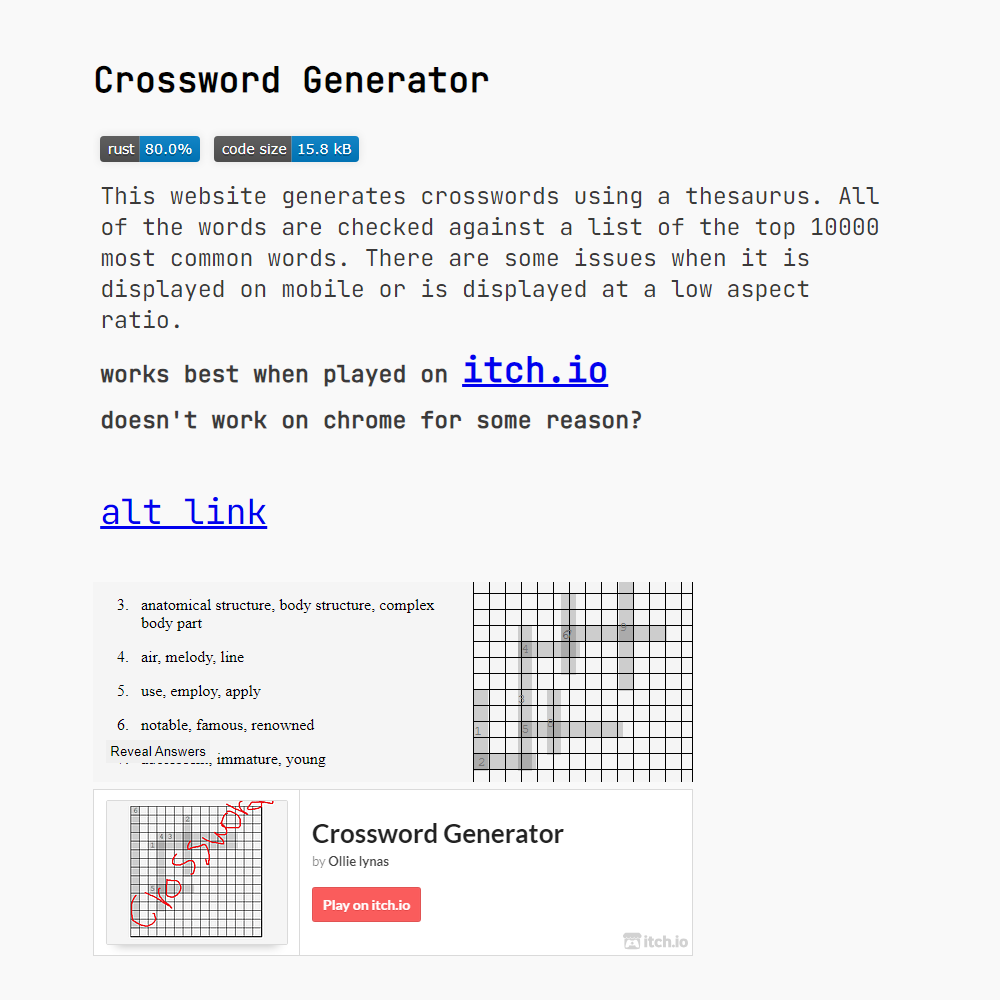 Crossword Generator
rust 80.0% code size 15.8 kB
This website generates crosswords using a thesaurus. All
of the words are checked against a list of the top 10000
most common words. There are some issues when it is
displayed on mobile or is displayed at a low aspect
ratio.
works best when played on itch.io
doesn't work on chrome for some reason?
alt link
3. anatomical structure, body structure, complex
body part
4. air, melody, line
5. use, employ, apply
6. notable, famous, renowned
Reveal Answers
immature, young
9
6
4
3
8
1
5
2
6
2
4 3
1
5
Crossword
Crossword Generator
by Ollie lynas
Play on itch.io
itch.io